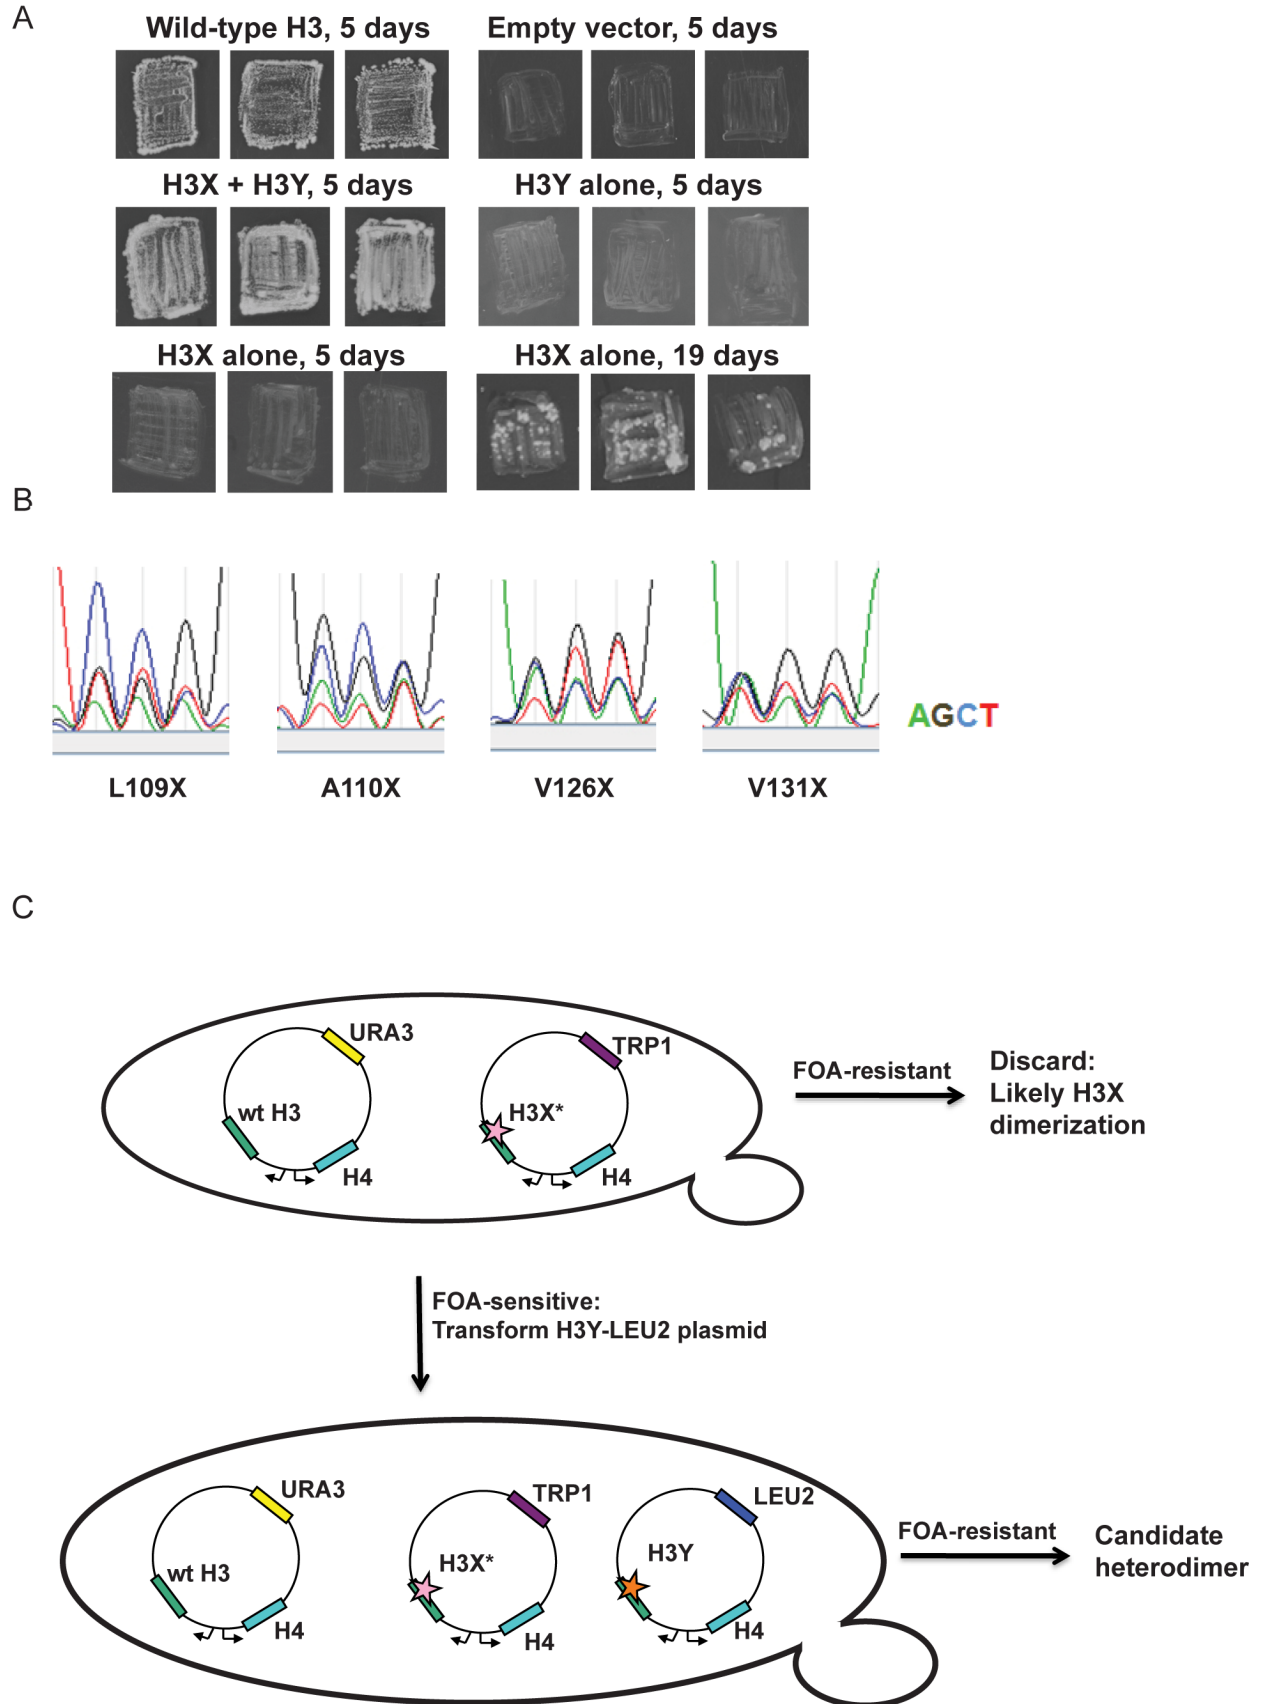 A
Wild-type H3, 5 days
Empty vector, 5 days
H3X + H3Y, 5 days
H3Y alone, 5 days
H3X alone, 5 days
H3X alone, 19 days
B
AGCT
L109X
A110X
V126X
V131X
C
URA3
TRP1
wt H3
H3X*
H4
H4
FOA-resistant
Discard:
Likely H3X
dimerization
FOA-sensitive:
Transform H3Y-LEU2 plasmid
URA3
TRP1
LEU2
wt H3
H3X*
H3Y
H4
H4
H4
FOA-resistant
Candidate
heterodimer